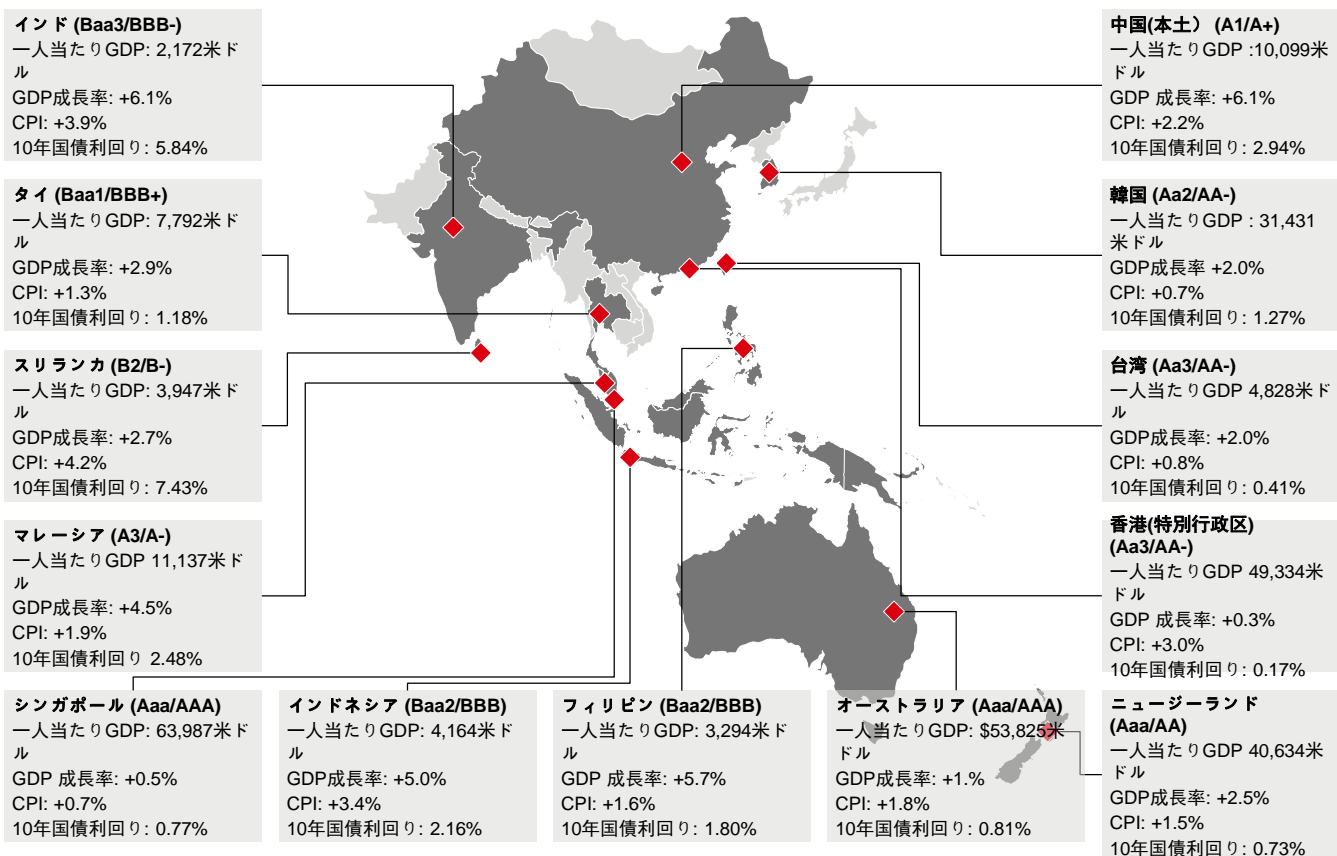 インド (Baa3/BBB-)
一人当たりGDP: 2,172米ド
ル
GDP成長率: +6.1%
CPI: +3.9%
10年国債利回り: 5.84%
タイ (Baa1/BBB+)
一人当たりGDP: 7,792米ド
ル
GDP成長率: +2.9%
CPI: +1.3%
10年国債利回り: 1.18%
スリランカ (B2/B-)
一人当たりGDP: 3,947米ド
ル
GDP成長率: +2.7%
CPI: +4.2%
10年国債利回り: 7.43%
マレーシア (A3/A-)
一人当たりGDP 11,137米ド
ル
GDP成長率: +4.5%
CPI: +1.9%
10年国債利回り 2.48%
シンガポール (Aaa/AAA)
一人当たりGDP: 63,987米ド
ル
GDP 成長率: +0.5%
CPI: +0.7%
10年国債利回り: 0.77%
インドネシア (Baa2/BBB)
一人当たりGDP: 4,164米ド
ル
GDP成長率: +5.0%
CPI: +3.4%
10年国債利回り: 2.16%
フィリピン (Baa2/BBB)
一人当たりGDP: 3,294米ド
ル
GDP成長率: +5.7%
CPI: +1.6%
10年国債利回り: 1.80%
オーストラリア (Aaa/AAA)
一人当たりGDP: $53,825米
ドル
GDP成長率: +1.%
CPI: +1.8%
10年国債利回り: 0.81%
中国(本土） (A1/A+)
一人当たりGDP :10,099米
ドル
GDP 成長率: +6.1%
CPI: +2.2%
10年国債利回り: 2.94%
韓国 (Aa2/AA-)
一人当たりGDP : 31,431
米ドル
GDP成長率 +2.0%
CPI: +0.7%
10年国債利回り: 1.27%
台湾 (Aa3/AA-)
一人当たりGDP 4,828米ド
ル
GDP成長率: +2.0%
CPI: +0.8%
10年国債利回り: 0.41%
香港(特別行政区)
(Aa3/AA-)
一人当たりGDP 49,334米
ドル
GDP 成長率: +0.3%
CPI: +3.0%
10年国債利回り: 0.17%
ニュージーランド
(Aaa/AA)
一人当たりGDP 40,634米
ドル
GDP成長率: +2.5%
CPI: +1.5%
10年国債利回り: 0.73%